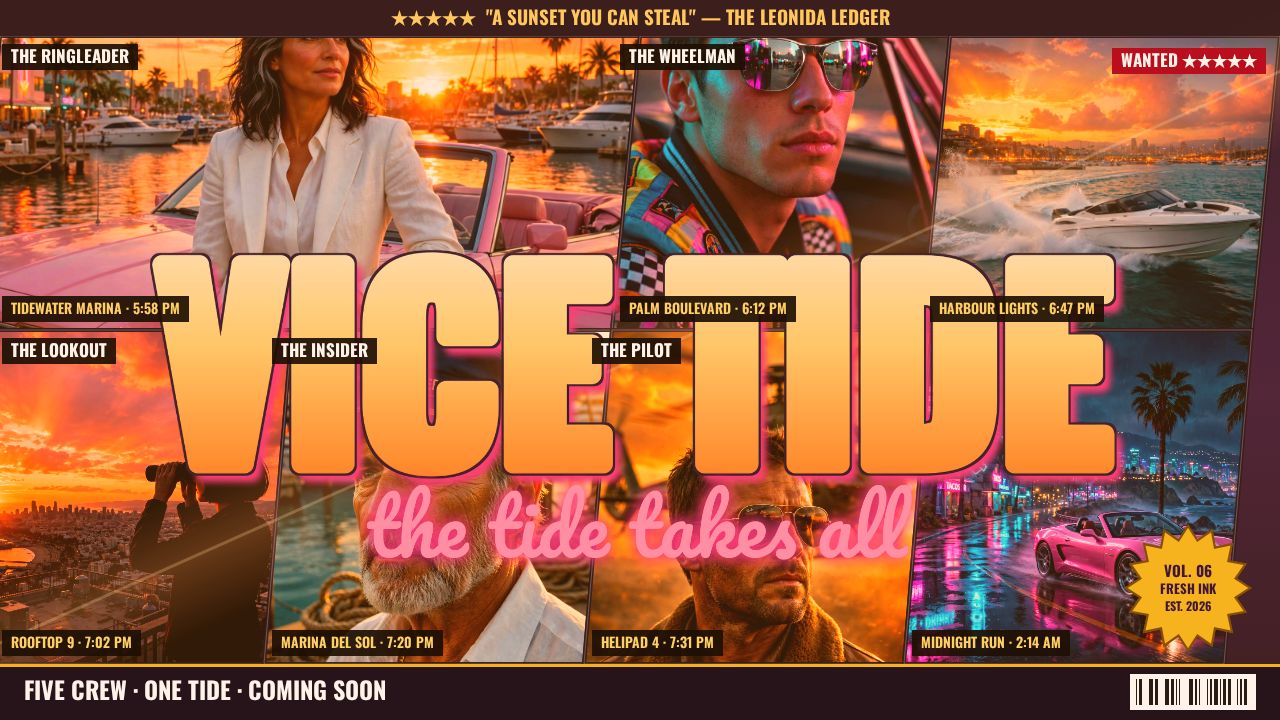 ★★★★★ "A SUNSET YOU CAN STEAL" — THE LEONIDA LEDGER
THE RINGLEADER
THE WHEELMAN
WANTED ★★★★★
TIDEWATER MARINA · 5:58 PM
PALM BOULEVARD · 6:12 PM
HARBOUR LIGHTS · 6:47 PM
VICE TIDE
THE LOOKOUT
THE INSIDER
THE PILOT
the tide takes all
TACOS
VOL. 06
FRESH INK
EST. 2026
DRINKS
ROOFTOP 9 · 7:02 PM
MARINA DEL SOL · 7:20 PM
HELIPAD 4 · 7:31 PM
MIDNIGHT RUN · 2:14 AM
FIVE CREW · ONE TIDE · COMING SOON